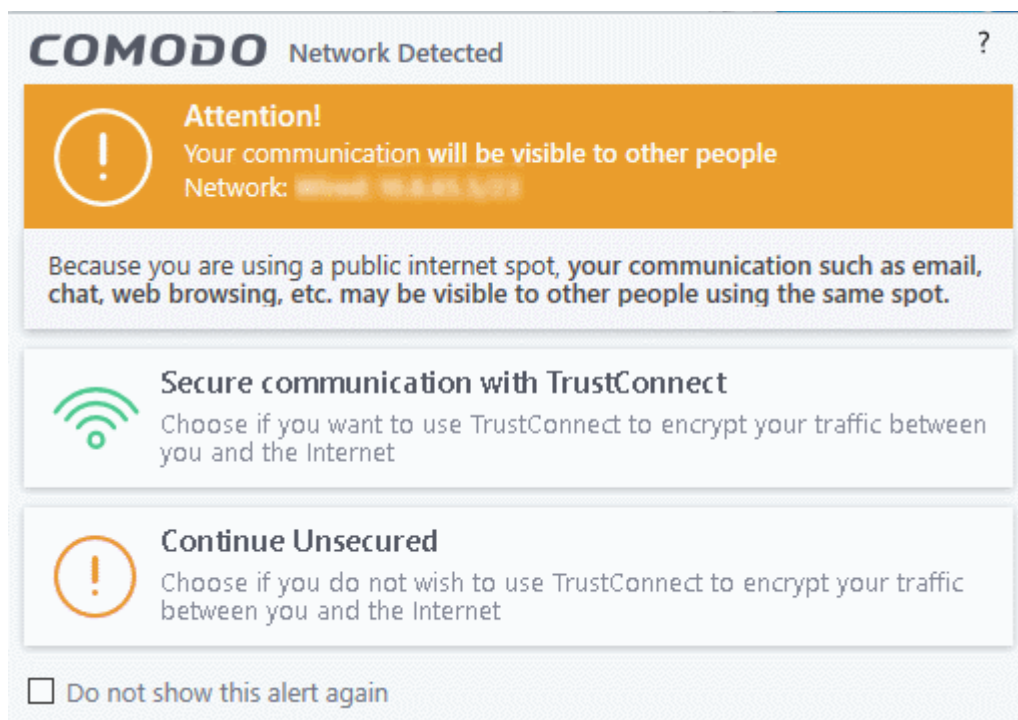 COMODO Network Detected ?
Attention!
Your communication will be visible to other people
Network:
Because you are using a public internet spot, your communication such as email,
chat, web browsing, etc. may be visible to other people using the same spot.
Secure communication with TrustConnect
Choose if you want to use TrustConnect to encrypt your traffic between
you and the Internet
Continue Unsecured
Choose if you do not wish to use TrustConnect to encrypt your traffic
between you and the Internet
Do not show this alert again